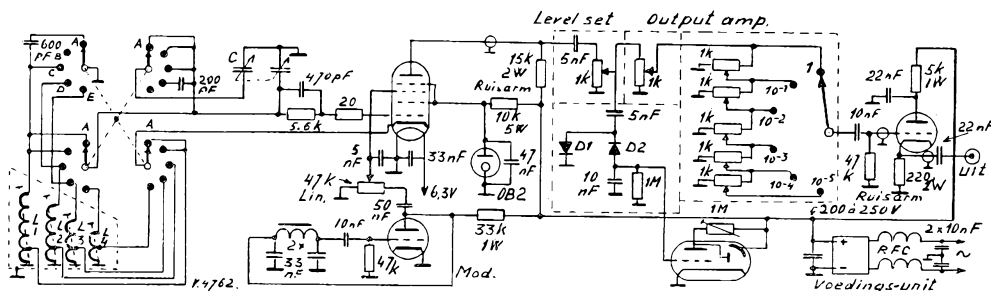 Level set
Output amp.
600
PF
A
B
C
D
E
A
200
PF
C
470pF
5.6k
20
A
A
L1
L2
L3
L4
V.4762.
5
nF
33nF
47k
Lin.
6,3V
50
nF
10nF
2x
33
nF
47k
Mod.
33k
1W
15k
2W
Ruisarm
10k
5W
47
nF
OB2
5nF
1k
1k
5nF
D1
D2
10
nF
1M
1k
1k
1k
1k
1k
1
10-1
10-2
10-3
10-4
10-5
1M
22nF
5k
1W
10nF
22nF
47
k
220
2W
Uit
Ruisarm
200 à 250V
+
-
RFC
2x10nF
~
Voedings-unit